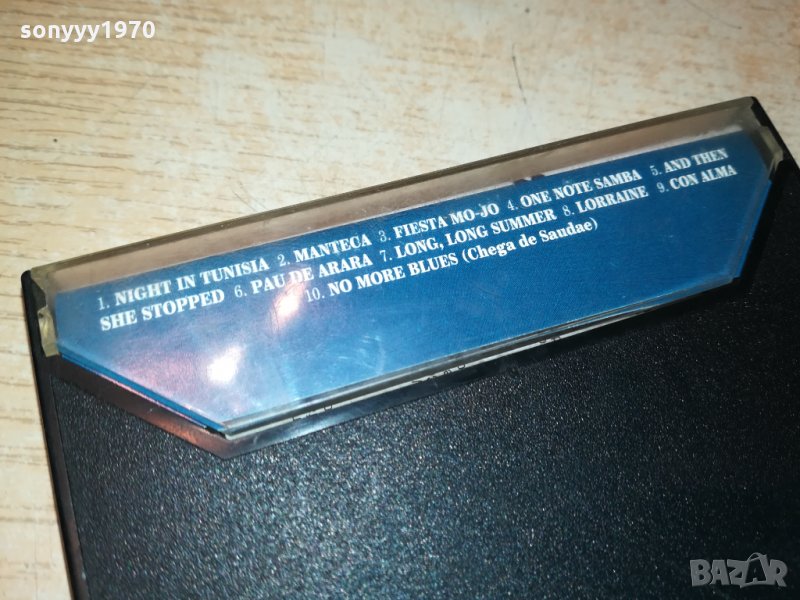 sonyyy1970
1. NIGHT IN TUNISIA 2. MANTECA 3. FIESTA MO-JO 4. ONE NOTE SAMBA 5. AND THEN
SHE STOPPED 6. PAU DE ARARA 7. LONG, LONG SUMMER 8. LORRAINE 9. CON ALMA
10. NO MORE BLUES (Chega de Saudae)
BAZAR